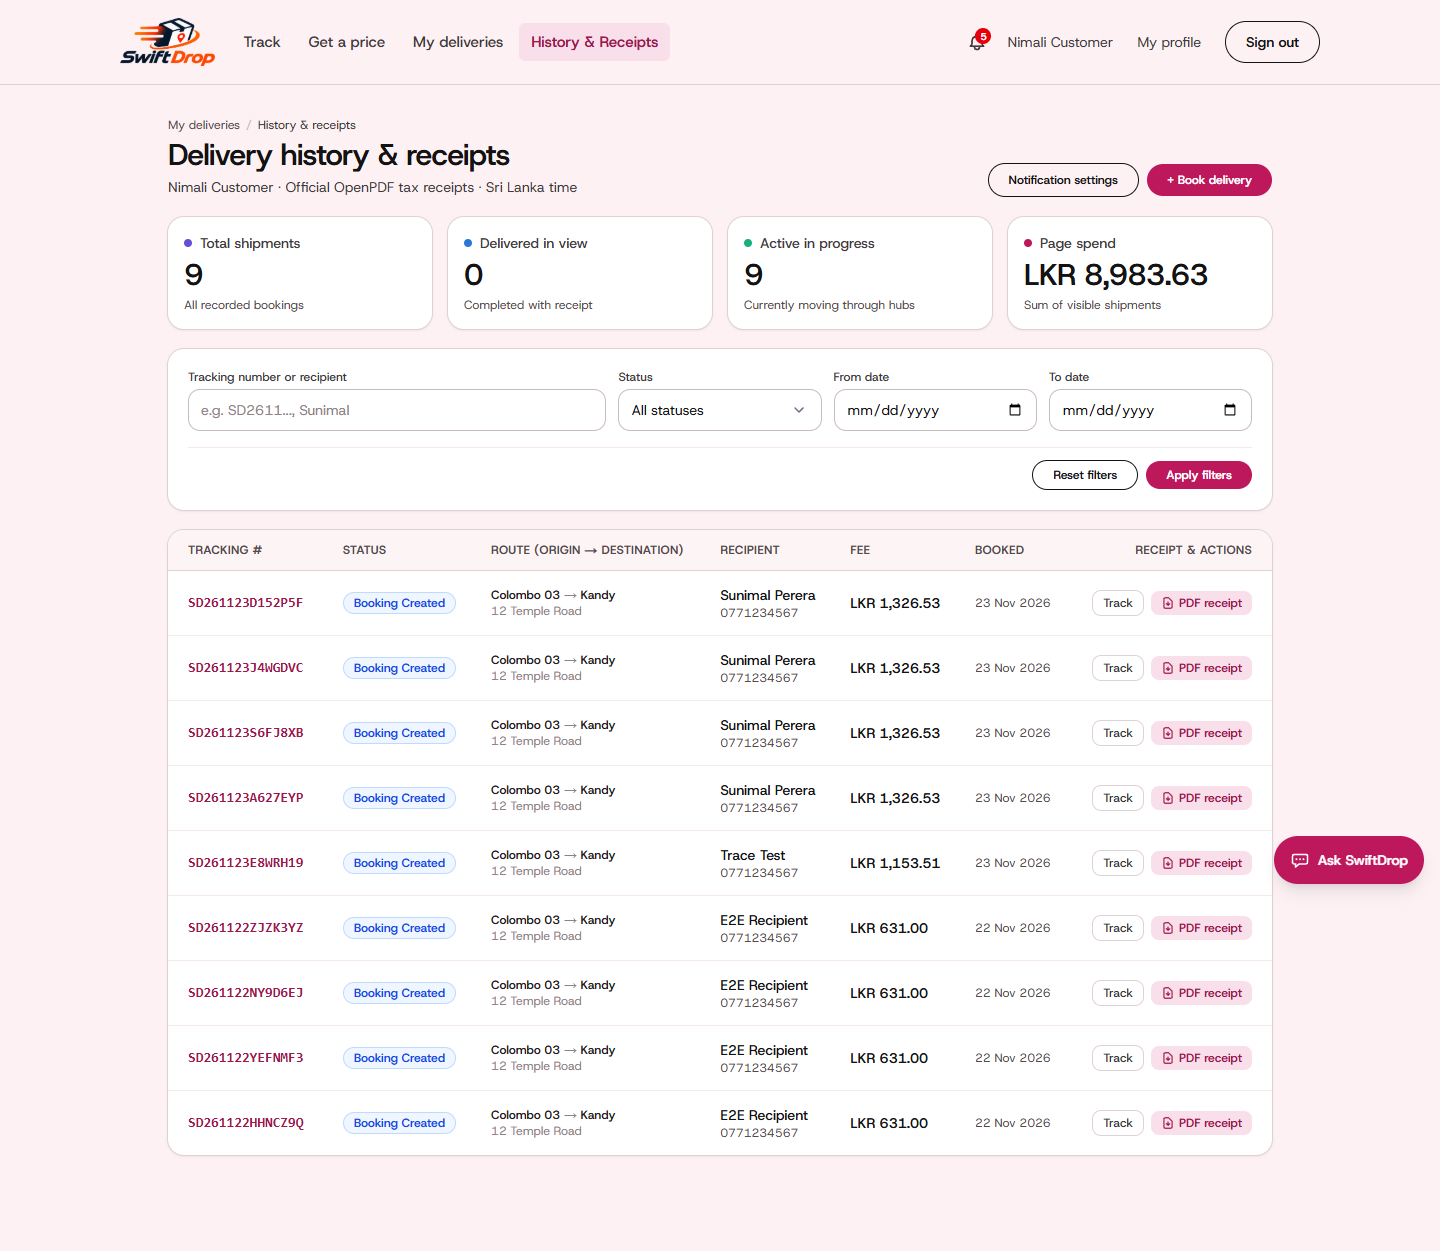 SwiftDrop
Track Get a price My deliveries History & Receipts
5 Nimali Customer My profile Sign out
My deliveries / History & receipts
Delivery history & receipts
Nimali Customer · Official OpenPDF tax receipts · Sri Lanka time
Notification settings + Book delivery
Total shipments
9
All recorded bookings
Delivered in view
0
Completed with receipt
Active in progress
9
Currently moving through hubs
Page spend
LKR 8,983.63
Sum of visible shipments
Tracking number or recipient Status From date To date
e.g. SD2611..., Sunimal All statuses mm/dd/yyyy mm/dd/yyyy
Reset filters Apply filters
TRACKING # STATUS ROUTE (ORIGIN → DESTINATION) RECIPIENT FEE BOOKED RECEIPT & ACTIONS
SD261123D152P5F Booking Created Colombo 03 → Kandy Sunimal Perera LKR 1,326.53 23 Nov 2026 Track PDF receipt
12 Temple Road 0771234567
SD261123J4WGDVC Booking Created Colombo 03 → Kandy Sunimal Perera LKR 1,326.53 23 Nov 2026 Track PDF receipt
12 Temple Road 0771234567
SD261123S6FJ8XB Booking Created Colombo 03 → Kandy Sunimal Perera LKR 1,326.53 23 Nov 2026 Track PDF receipt
12 Temple Road 0771234567
SD261123A627EYP Booking Created Colombo 03 → Kandy Sunimal Perera LKR 1,326.53 23 Nov 2026 Track PDF receipt
12 Temple Road 0771234567
SD261123E8WRH19 Booking Created Colombo 03 → Kandy Trace Test LKR 1,153.51 23 Nov 2026 Track PDF receipt
12 Temple Road 0771234567
Ask SwiftDrop
SD261122ZJZK3YZ Booking Created Colombo 03 → Kandy E2E Recipient LKR 631.00 22 Nov 2026 Track PDF receipt
12 Temple Road 0771234567
SD261122NY9D6EJ Booking Created Colombo 03 → Kandy E2E Recipient LKR 631.00 22 Nov 2026 Track PDF receipt
12 Temple Road 0771234567
SD261122YEFNMF3 Booking Created Colombo 03 → Kandy E2E Recipient LKR 631.00 22 Nov 2026 Track PDF receipt
12 Temple Road 0771234567
SD261122HHNCZ9Q Booking Created Colombo 03 → Kandy E2E Recipient LKR 631.00 22 Nov 2026 Track PDF receipt
12 Temple Road 0771234567